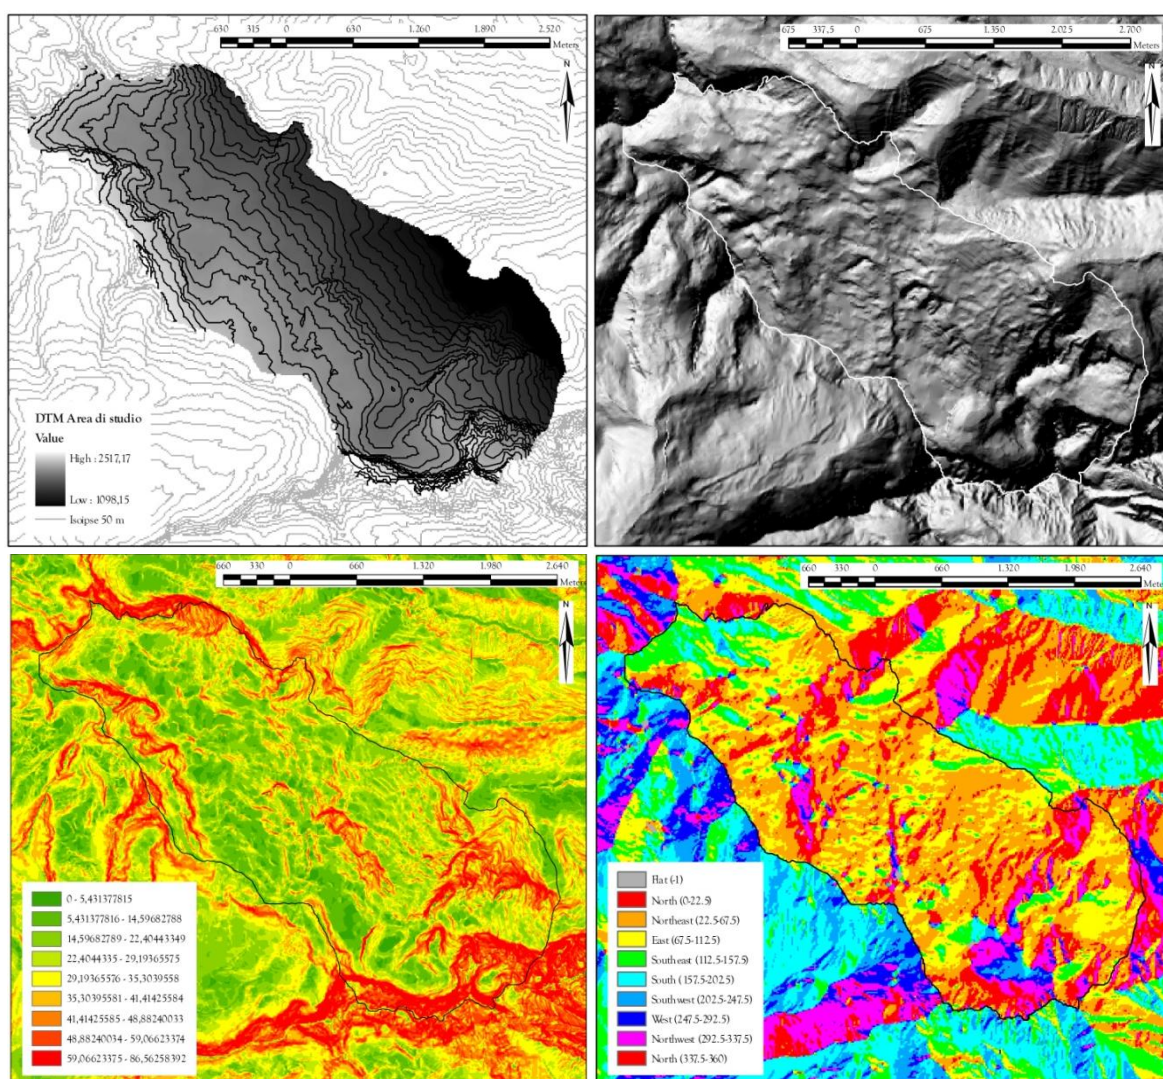 630 315 0 630 1.260 1.890 2.520
Meters
N
DTM Area di studio
Value
High : 2517,17
Low : 1098,15
Isoipse 50 m
675 337,5 0 675 1.350 2.025 2.700
Meters
N
660 330 0 660 1.320 1.980 2.640
Meters
N
0 - 5,431377815
5,431377816 - 14,59682788
14,59682789 - 22,40443349
22,4044335 - 29,19365575
29,19365576 - 35,3039558
35,30395581 - 41,41425584
41,41425585 - 48,88240033
48,88240034 - 59,06623374
59,06623375 - 86,56258392
660 330 0 660 1.320 1.980 2.640
Meters
N
Flat (-1)
North (0-22.5)
Northeast (22.5-67.5)
East (67.5-112.5)
Southeast (112.5-157.5)
South (157.5-202.5)
Southwest (202.5-247.5)
West (247.5-292.5)
Northwest (292.5-337.5)
North (337.5-360)